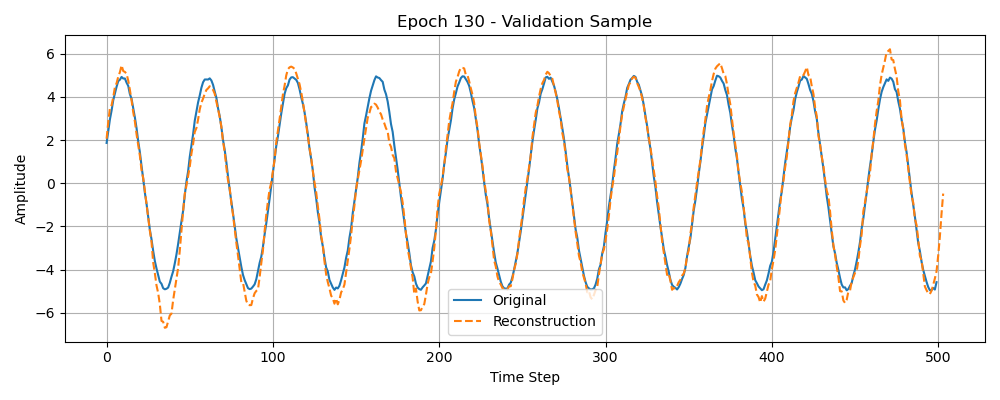 Epoch 130 - Validation Sample
Amplitude
6
4
2
0
−2
−4
−6
Original
Reconstruction
0 100 200 300 400 500
Time Step